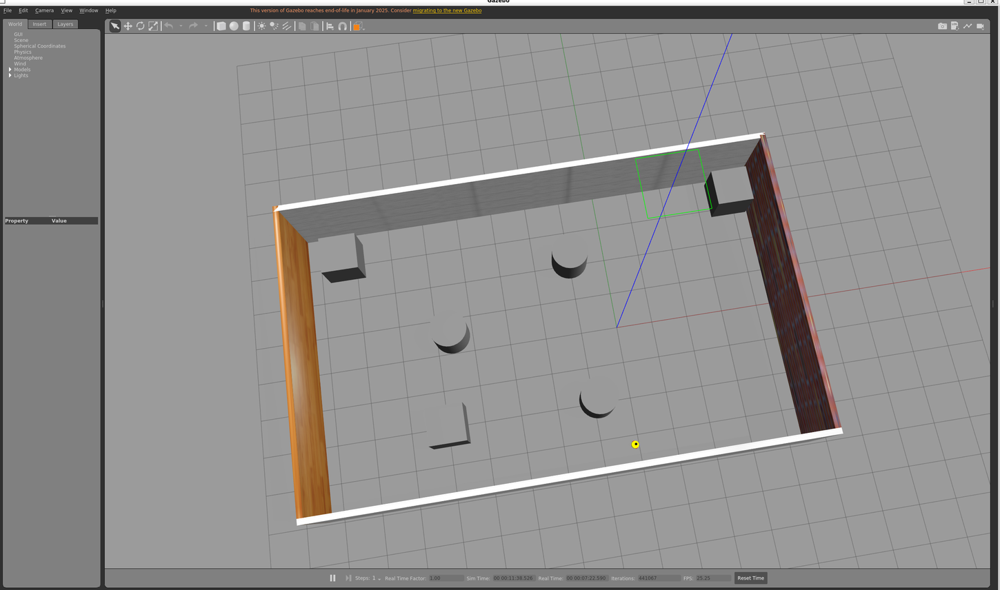 Gazebo
File Edit Camera View Window Help
This version of Gazebo reaches end-of-life in January 2025. Consider migrating to the new Gazebo
World Insert Layers
GUI
Scene
Spherical Coordinates
Physics
Atmosphere
Wind
Models
Lights
Property Value
Steps: 1 Real Time Factor: 1.00 Sim Time: 00 00:11:38.526 Real Time: 00 00:07:22.590 Iterations: 441067 FPS: 25.25 Reset Time